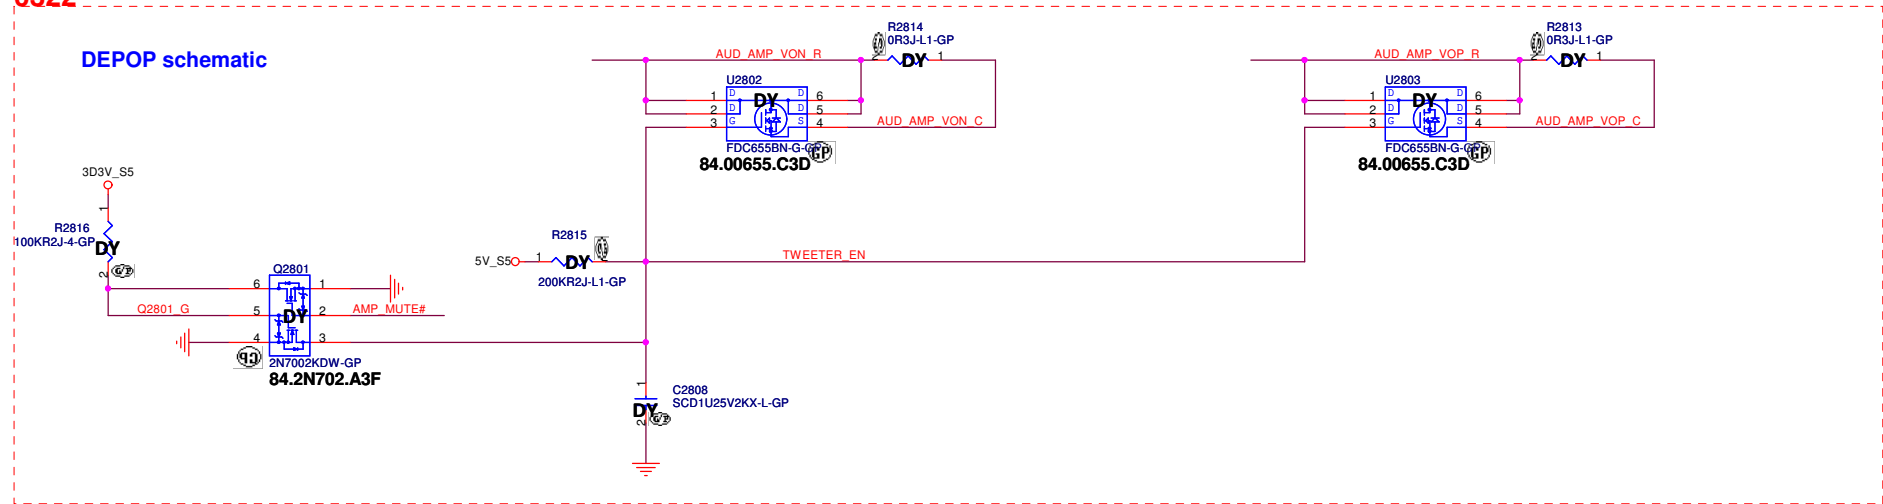 0322
DEPOP schematic
AUD_AMP_VON_R
R2814
0R3J-L1-GP
2
DY
1
U2802
1
2
3
D
D
G
DY
D
D
S
6
5
4
AUD_AMP_VON_C
FDC655BN-G-GP
84.00655.C3D
AUD_AMP_VOP_R
R2813
0R3J-L1-GP
2
DY
1
U2803
1
2
3
D
D
G
DY
D
D
S
6
5
4
AUD_AMP_VOP_C
FDC655BN-G-GP
84.00655.C3D
3D3V_S5
1
R2816
100KR2J-4-GP
DY
2
Q2801
6
1
Q2801_G
5
DY
2
AMP_MUTE#
4
3
2N7002KDW-GP
84.2N702.A3F
R2815
5V_S5
1
DY
2
200KR2J-L1-GP
TWEETER_EN
1
C2808
SCD1U25V2KX-L-GP
DY
2